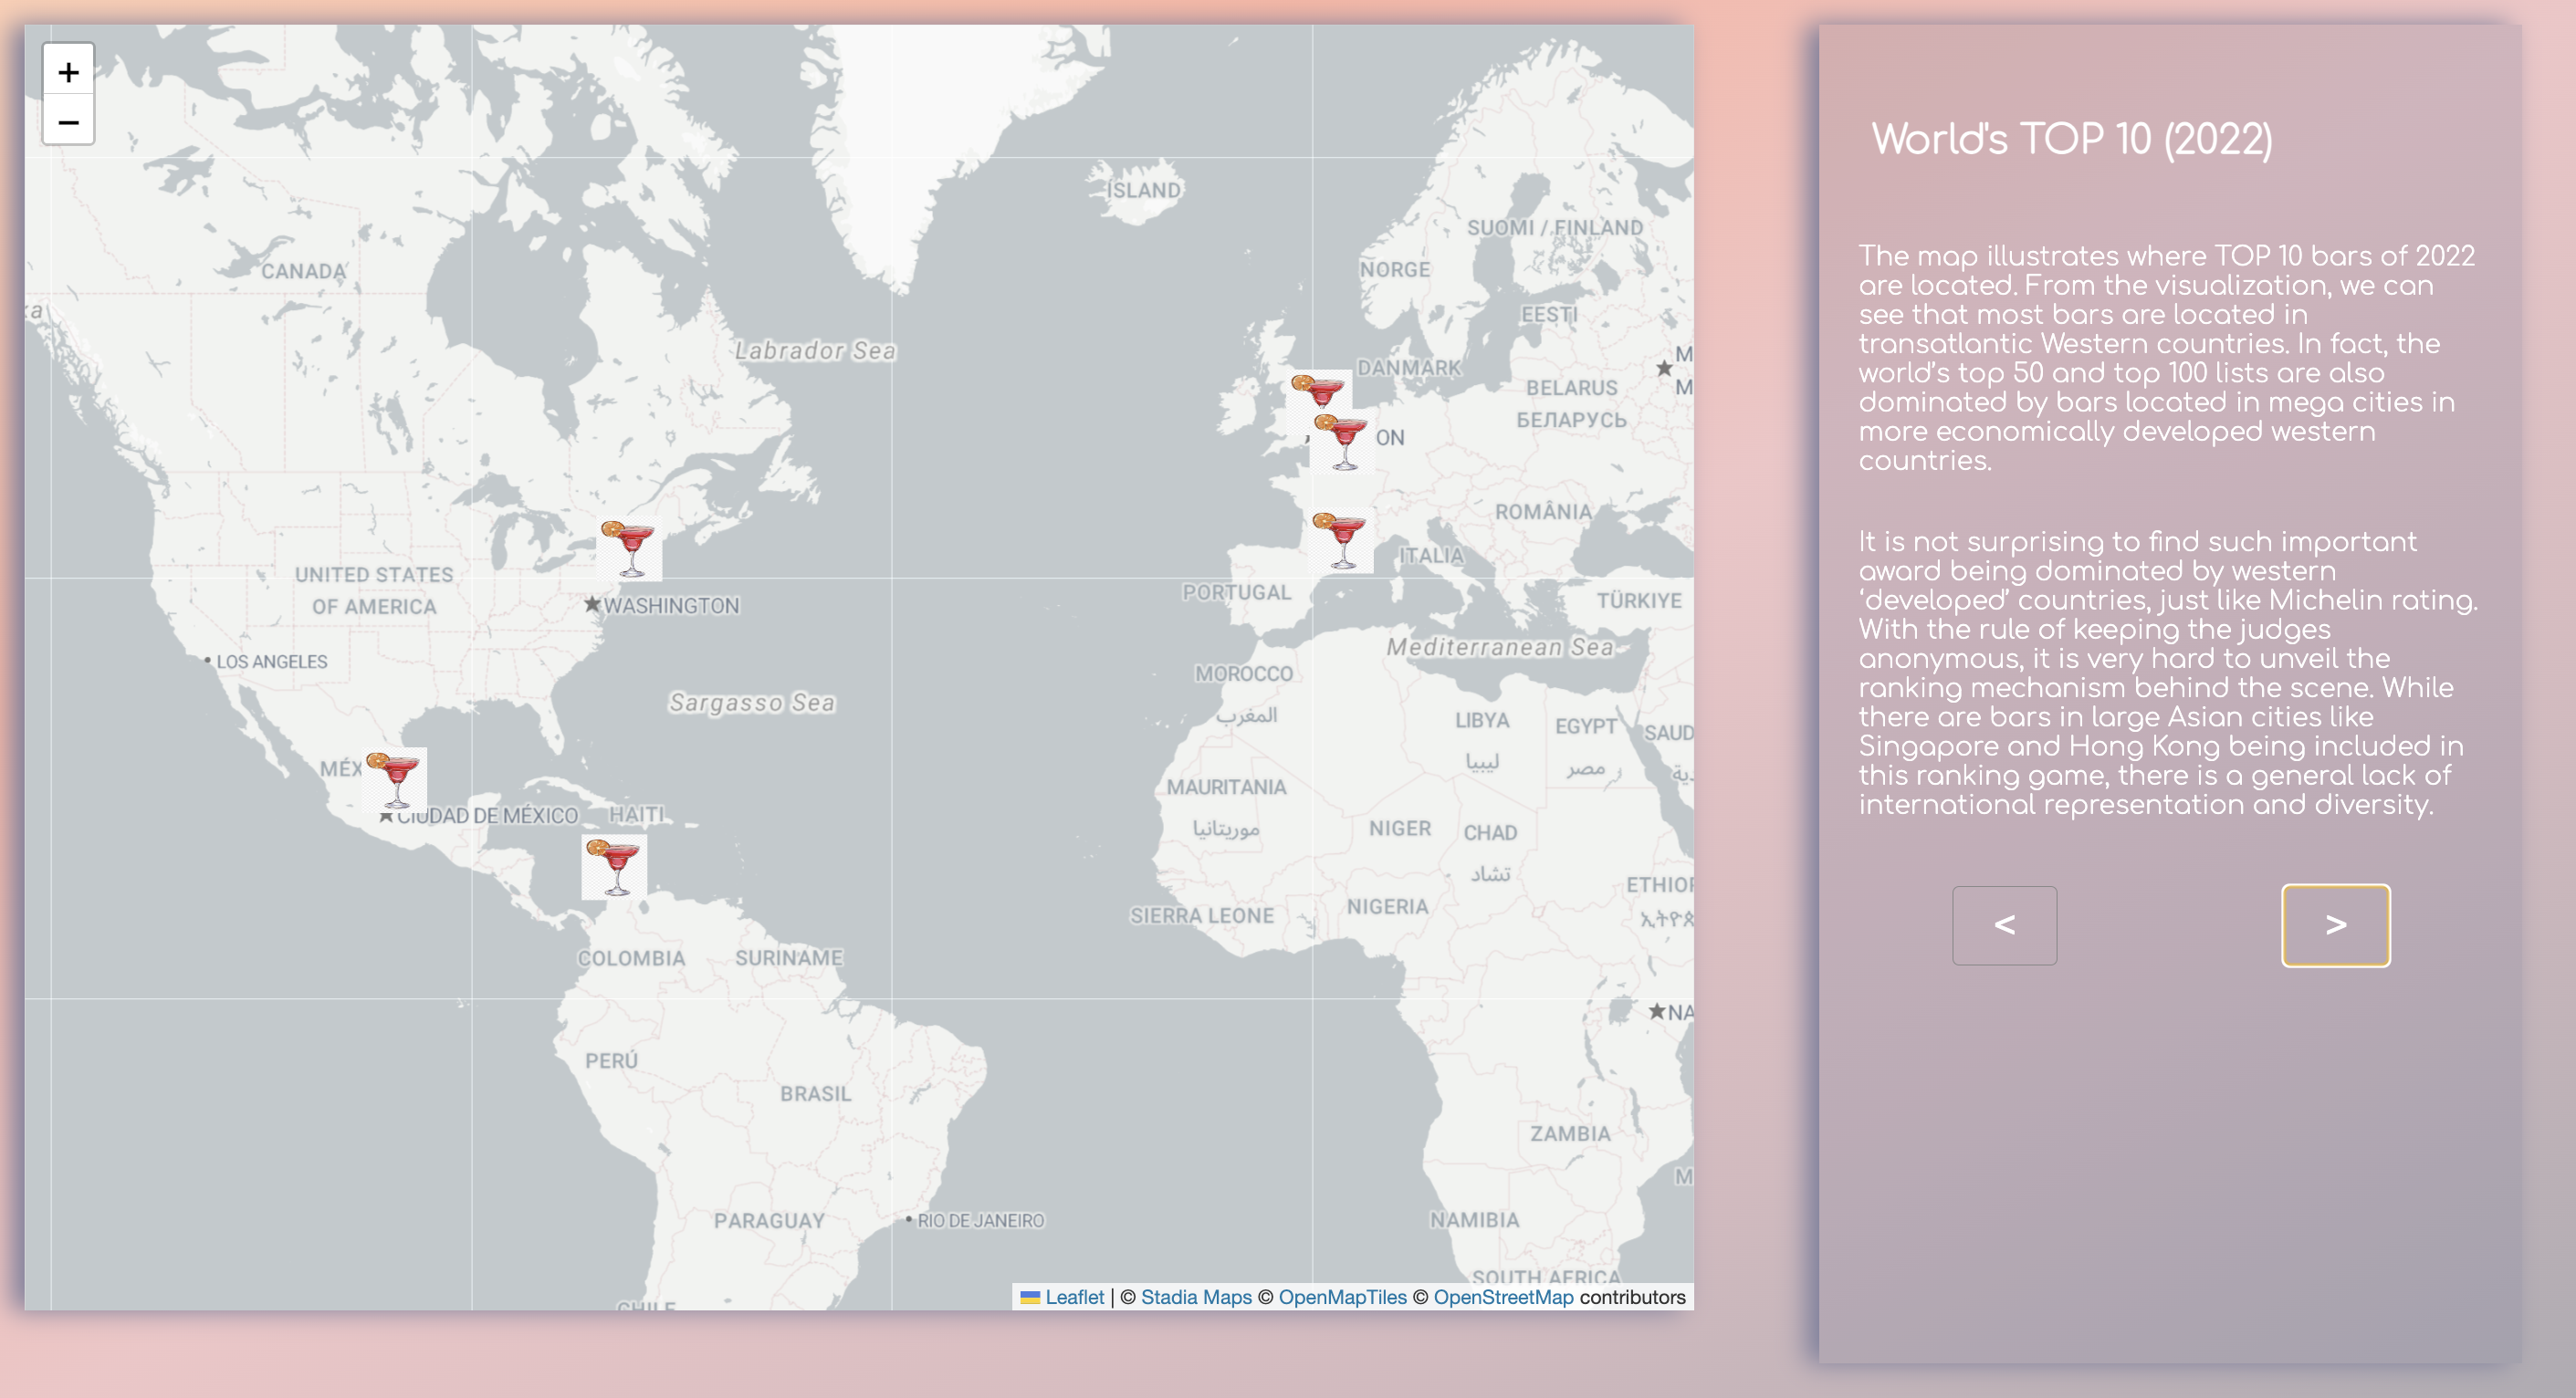 +
−
ÍSLAND
SUOMI / FINLAND
CANADA
NORGE
EESTI
Labrador Sea
DANMARK
BELARUS
БЕЛАРУСЬ
ON
ROMÂNIA
ITALIA
UNITED STATES
OF AMERICA
PORTUGAL
TÜRKIYE
WASHINGTON
Mediterranean Sea
LOS ANGELES
MOROCCO
المغرب
Sargasso Sea
LIBYA
ليبيا
EGYPT
مصر
SAUD
MÉX
MAURITANIA
موريتانيا
CIUDAD DE MÉXICO
HAITI
NIGER
CHAD
تشاد
ETHIOP
SIERRA LEONE
NIGERIA
COLOMBIA
SURINAME
NA
PERÚ
BRASIL
ZAMBIA
M
PARAGUAY
RIO DE JANEIRO
NAMIBIA
SOUTH AFRICA
CHILE
Leaflet | © Stadia Maps © OpenMapTiles © OpenStreetMap contributors
World's TOP 10 (2022)
The map illustrates where TOP 10 bars of 2022
are located. From the visualization, we can
see that most bars are located in
transatlantic Western countries. In fact, the
world's top 50 and top 100 lists are also
dominated by bars located in mega cities in
more economically developed western
countries.
It is not surprising to find such important
award being dominated by western
‘developed’ countries, just like Michelin rating.
With the rule of keeping the judges
anonymous, it is very hard to unveil the
ranking mechanism behind the scene. While
there are bars in large Asian cities like
Singapore and Hong Kong being included in
this ranking game, there is a general lack of
international representation and diversity.
<
>